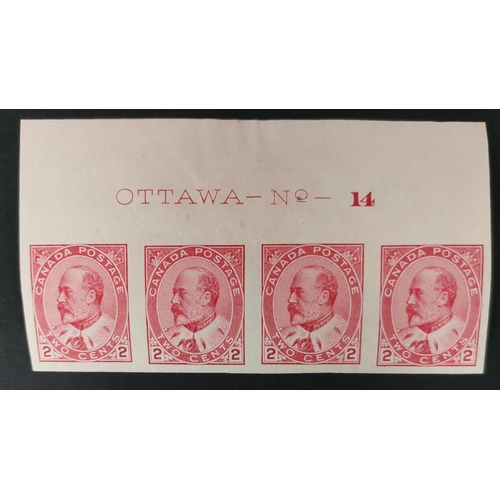 OTTAWA – Nº – 14
CANADA POSTAGE CANADA POSTAGE CANADA POSTAGE CANADA POSTAGE
2 TWO CENTS 2 2 TWO CENTS 2 2 TWO CENTS 2 2 TWO CENTS 2